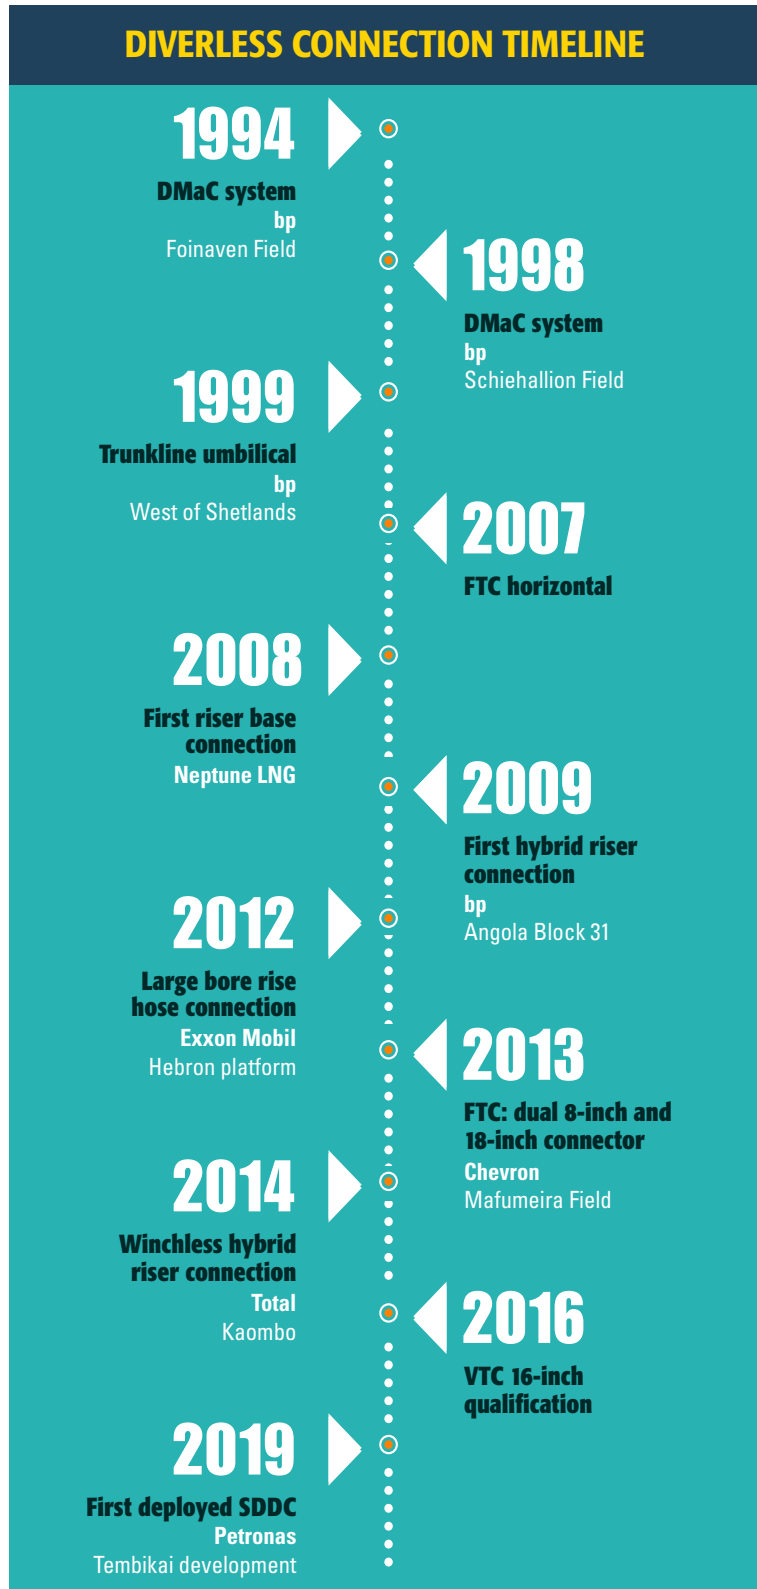 DIVERLESS CONNECTION TIMELINE
1994
DMaC system
bp
Foinaven Field
1998
DMaC system
bp
Schiehallion Field
1999
Trunkline umbilical
bp
West of Shetlands
2007
FTC horizontal
2008
First riser base
connection
Neptune LNG
2009
First hybrid riser
connection
bp
Angola Block 31
2012
Large bore rise
hose connection
Exxon Mobil
Hebron platform
2013
FTC: dual 8-inch and
18-inch connector
Chevron
Mafumeira Field
2014
Winchless hybrid
riser connection
Total
Kaombo
2016
VTC 16-inch
qualification
2019
First deployed SDDC
Petronas
Tembikai development